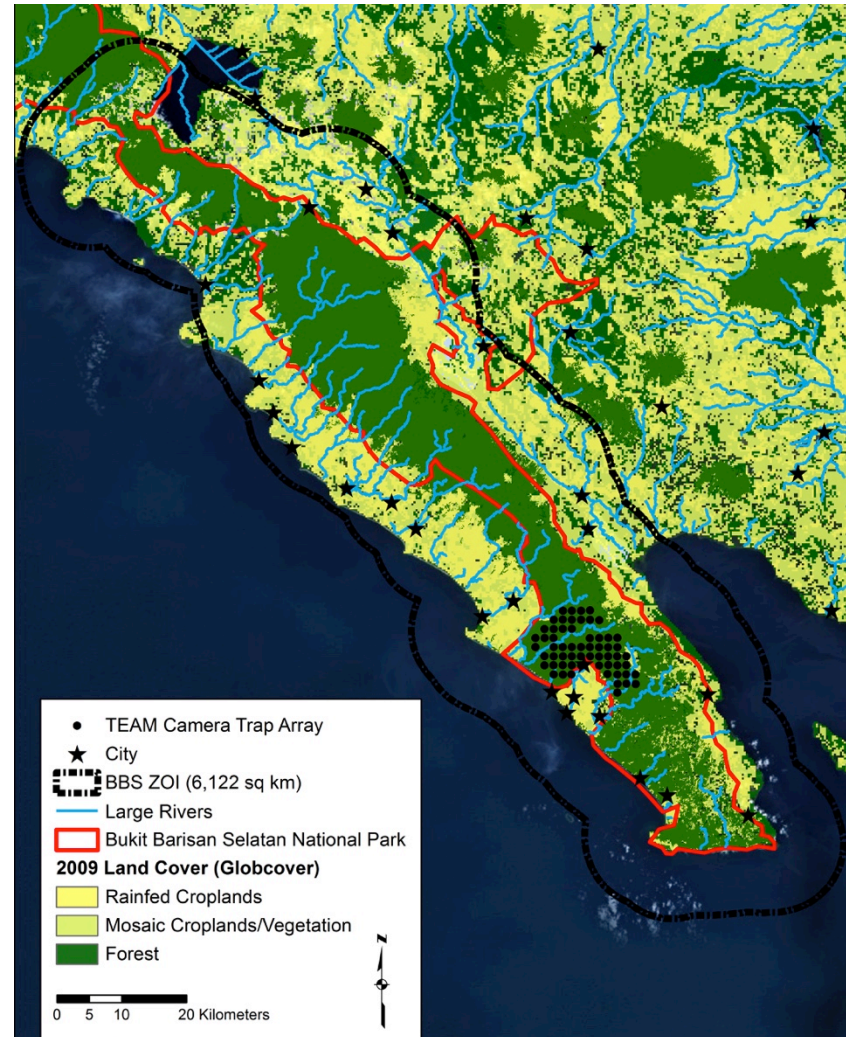 TEAM Camera Trap Array
City
BBS ZOI (6,122 sq km)
Large Rivers
Bukit Barisan Selatan National Park
2009 Land Cover (Globcover)
Rainfed Croplands
Mosaic Croplands/Vegetation
Forest
N
0 5 10 20 Kilometers